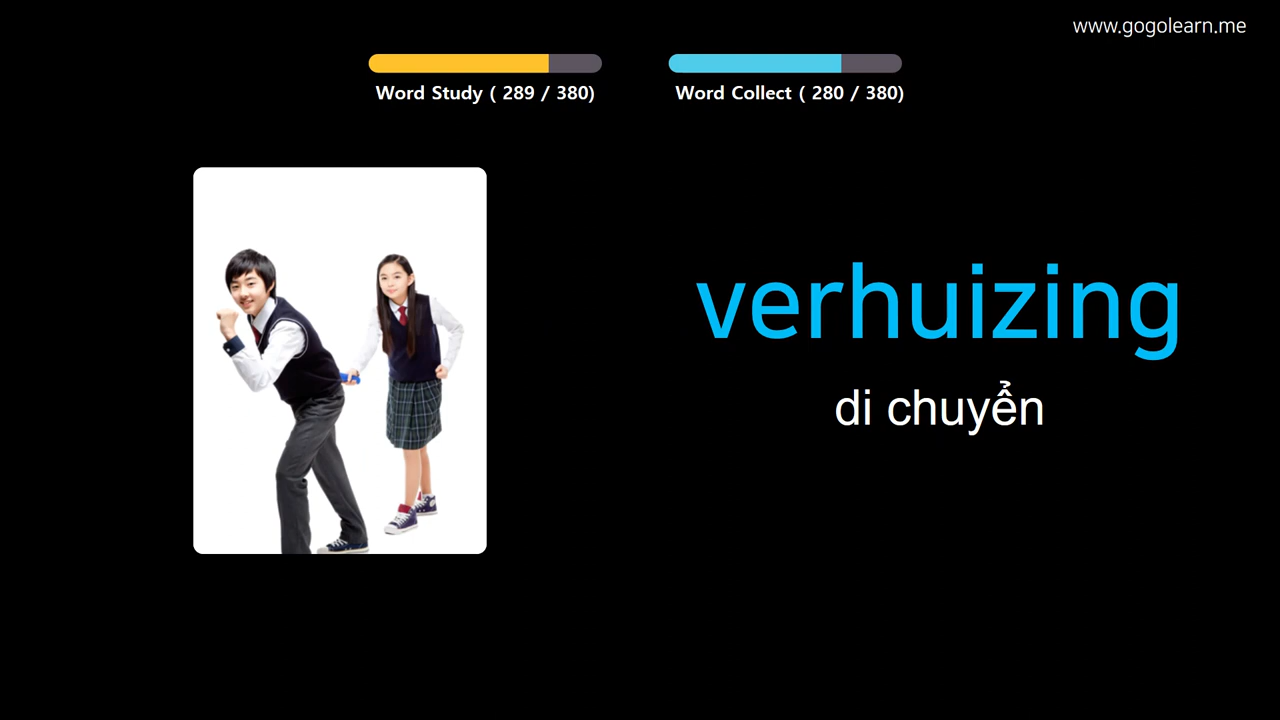 www.gogolearn.me
Word Study ( 289 / 380)
Word Collect ( 280 / 380)
verhuizing
di chuyển